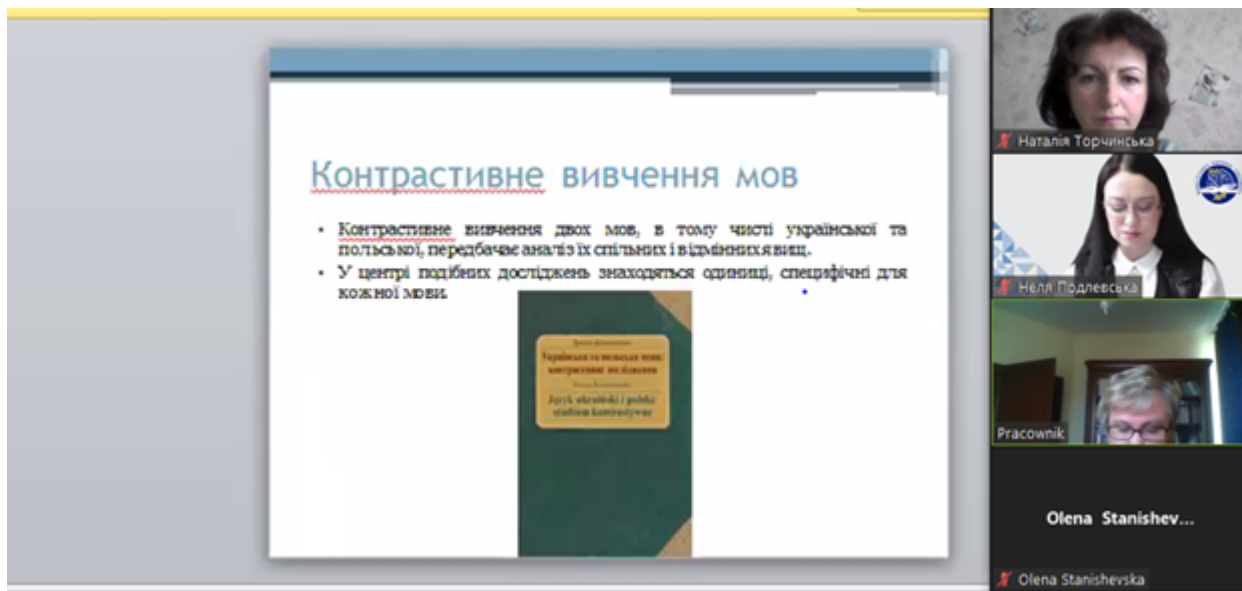 Контрастивне вивчення мов
• Контрастивне вивчення двох мов, в тому числі української та
польської, передбачає аналіз їх спільних і відмінних явищ.
• У центрі подібних досліджень знаходяться одиниці, специфічні для
кожної мови.
Українська та польська мови:
контрастивне дослідження
Język ukraiński i polski:
studium kontrastywne
Наталія Торчинська
Неля Подлевська
Pracownik
Olena Stanishev...
Olena Stanishevska